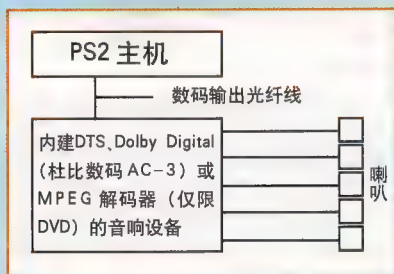 PS2 主机
数码输出光纤线
内建DTS、Dolby Digital
(杜比数码 AC-3) 或
MPEG 解码器 (仅限
DVD) 的音响设备
喇叭